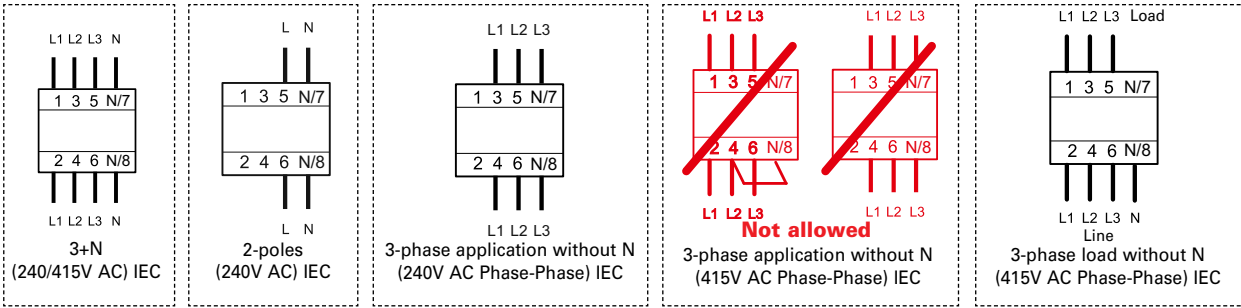 L1 L2 L3 N
1 3 5 N/7
2 4 6 N/8
L1 L2 L3 N
3+N
(240/415V AC) IEC
L N
1 3 5 N/7
2 4 6 N/8
L N
2-poles
(240V AC) IEC
L1 L2 L3
1 3 5 N/7
2 4 6 N/8
L1 L2 L3
3-phase application without N
(240V AC Phase-Phase) IEC
L1 L2 L3
1 3 5 N/7
2 4 6 N/8
L1 L2 L3
L1 L2 L3
1 3 5 N/7
2 4 6 N/8
L1 L2 L3
Not allowed
3-phase application without N
(415V AC Phase-Phase) IEC
L1 L2 L3 Load
1 3 5 N/7
2 4 6 N/8
L1 L2 L3 N
Line
3-phase load without N
(415V AC Phase-Phase) IEC